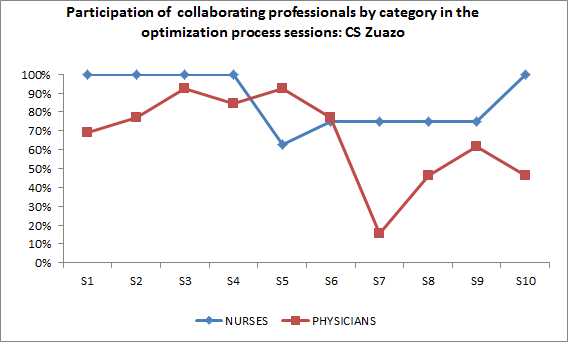 Participation of collaborating professionals by category in the
optimization process sessions: CS Zuazo
100%
90%
80%
70%
60%
50%
40%
30%
20%
10%
0%
S1 S2 S3 S4 S5 S6 S7 S8 S9 S10
NURSES PHYSICIANS